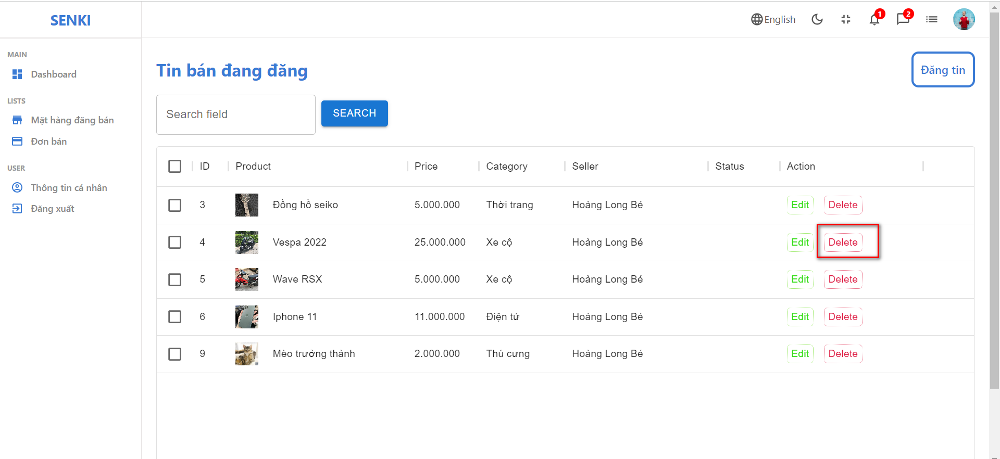 SENKI
English
1
2
MAIN
Dashboard
LISTS
Mặt hàng đăng bán
Đơn bán
USER
Thông tin cá nhân
Đăng xuất
Tin bán đang đăng
Đăng tin
Search field
SEARCH
ID Product Price Category Seller Status Action
3 Đồng hồ seiko 5.000.000 Thời trang Hoàng Long Bé Edit Delete
4 Vespa 2022 25.000.000 Xe cộ Hoàng Long Bé Edit Delete
5 Wave RSX 5.000.000 Xe cộ Hoàng Long Bé Edit Delete
6 Iphone 11 11.000.000 Điện tử Hoàng Long Bé Edit Delete
9 Mèo trưởng thành 2.000.000 Thú cưng Hoàng Long Bé Edit Delete